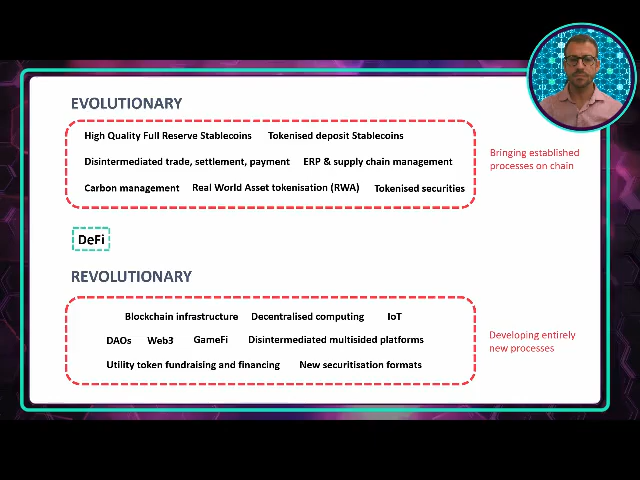 EVOLUTIONARY
High Quality Full Reserve Stablecoins Tokenised deposit Stablecoins
Disintermediated trade, settlement, payment ERP & supply chain management
Carbon management Real World Asset tokenisation (RWA) Tokenised securities
Bringing established
processes on chain
DeFi
REVOLUTIONARY
Blockchain infrastructure Decentralised computing IoT
DAOs Web3 GameFi Disintermediated multisided platforms
Utility token fundraising and financing New securitisation formats
Developing entirely
new processes